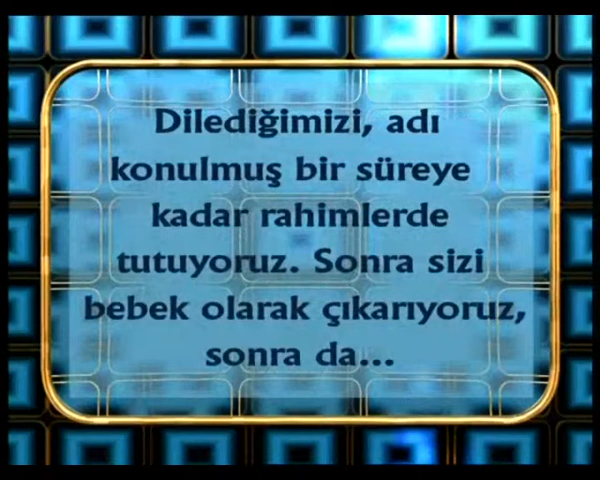 Dilediğimizi, adı
konulmuş bir süreye
kadar rahimlerde
tutuyoruz. Sonra sizi
bebek olarak çıkarıyoruz,
sonra da...